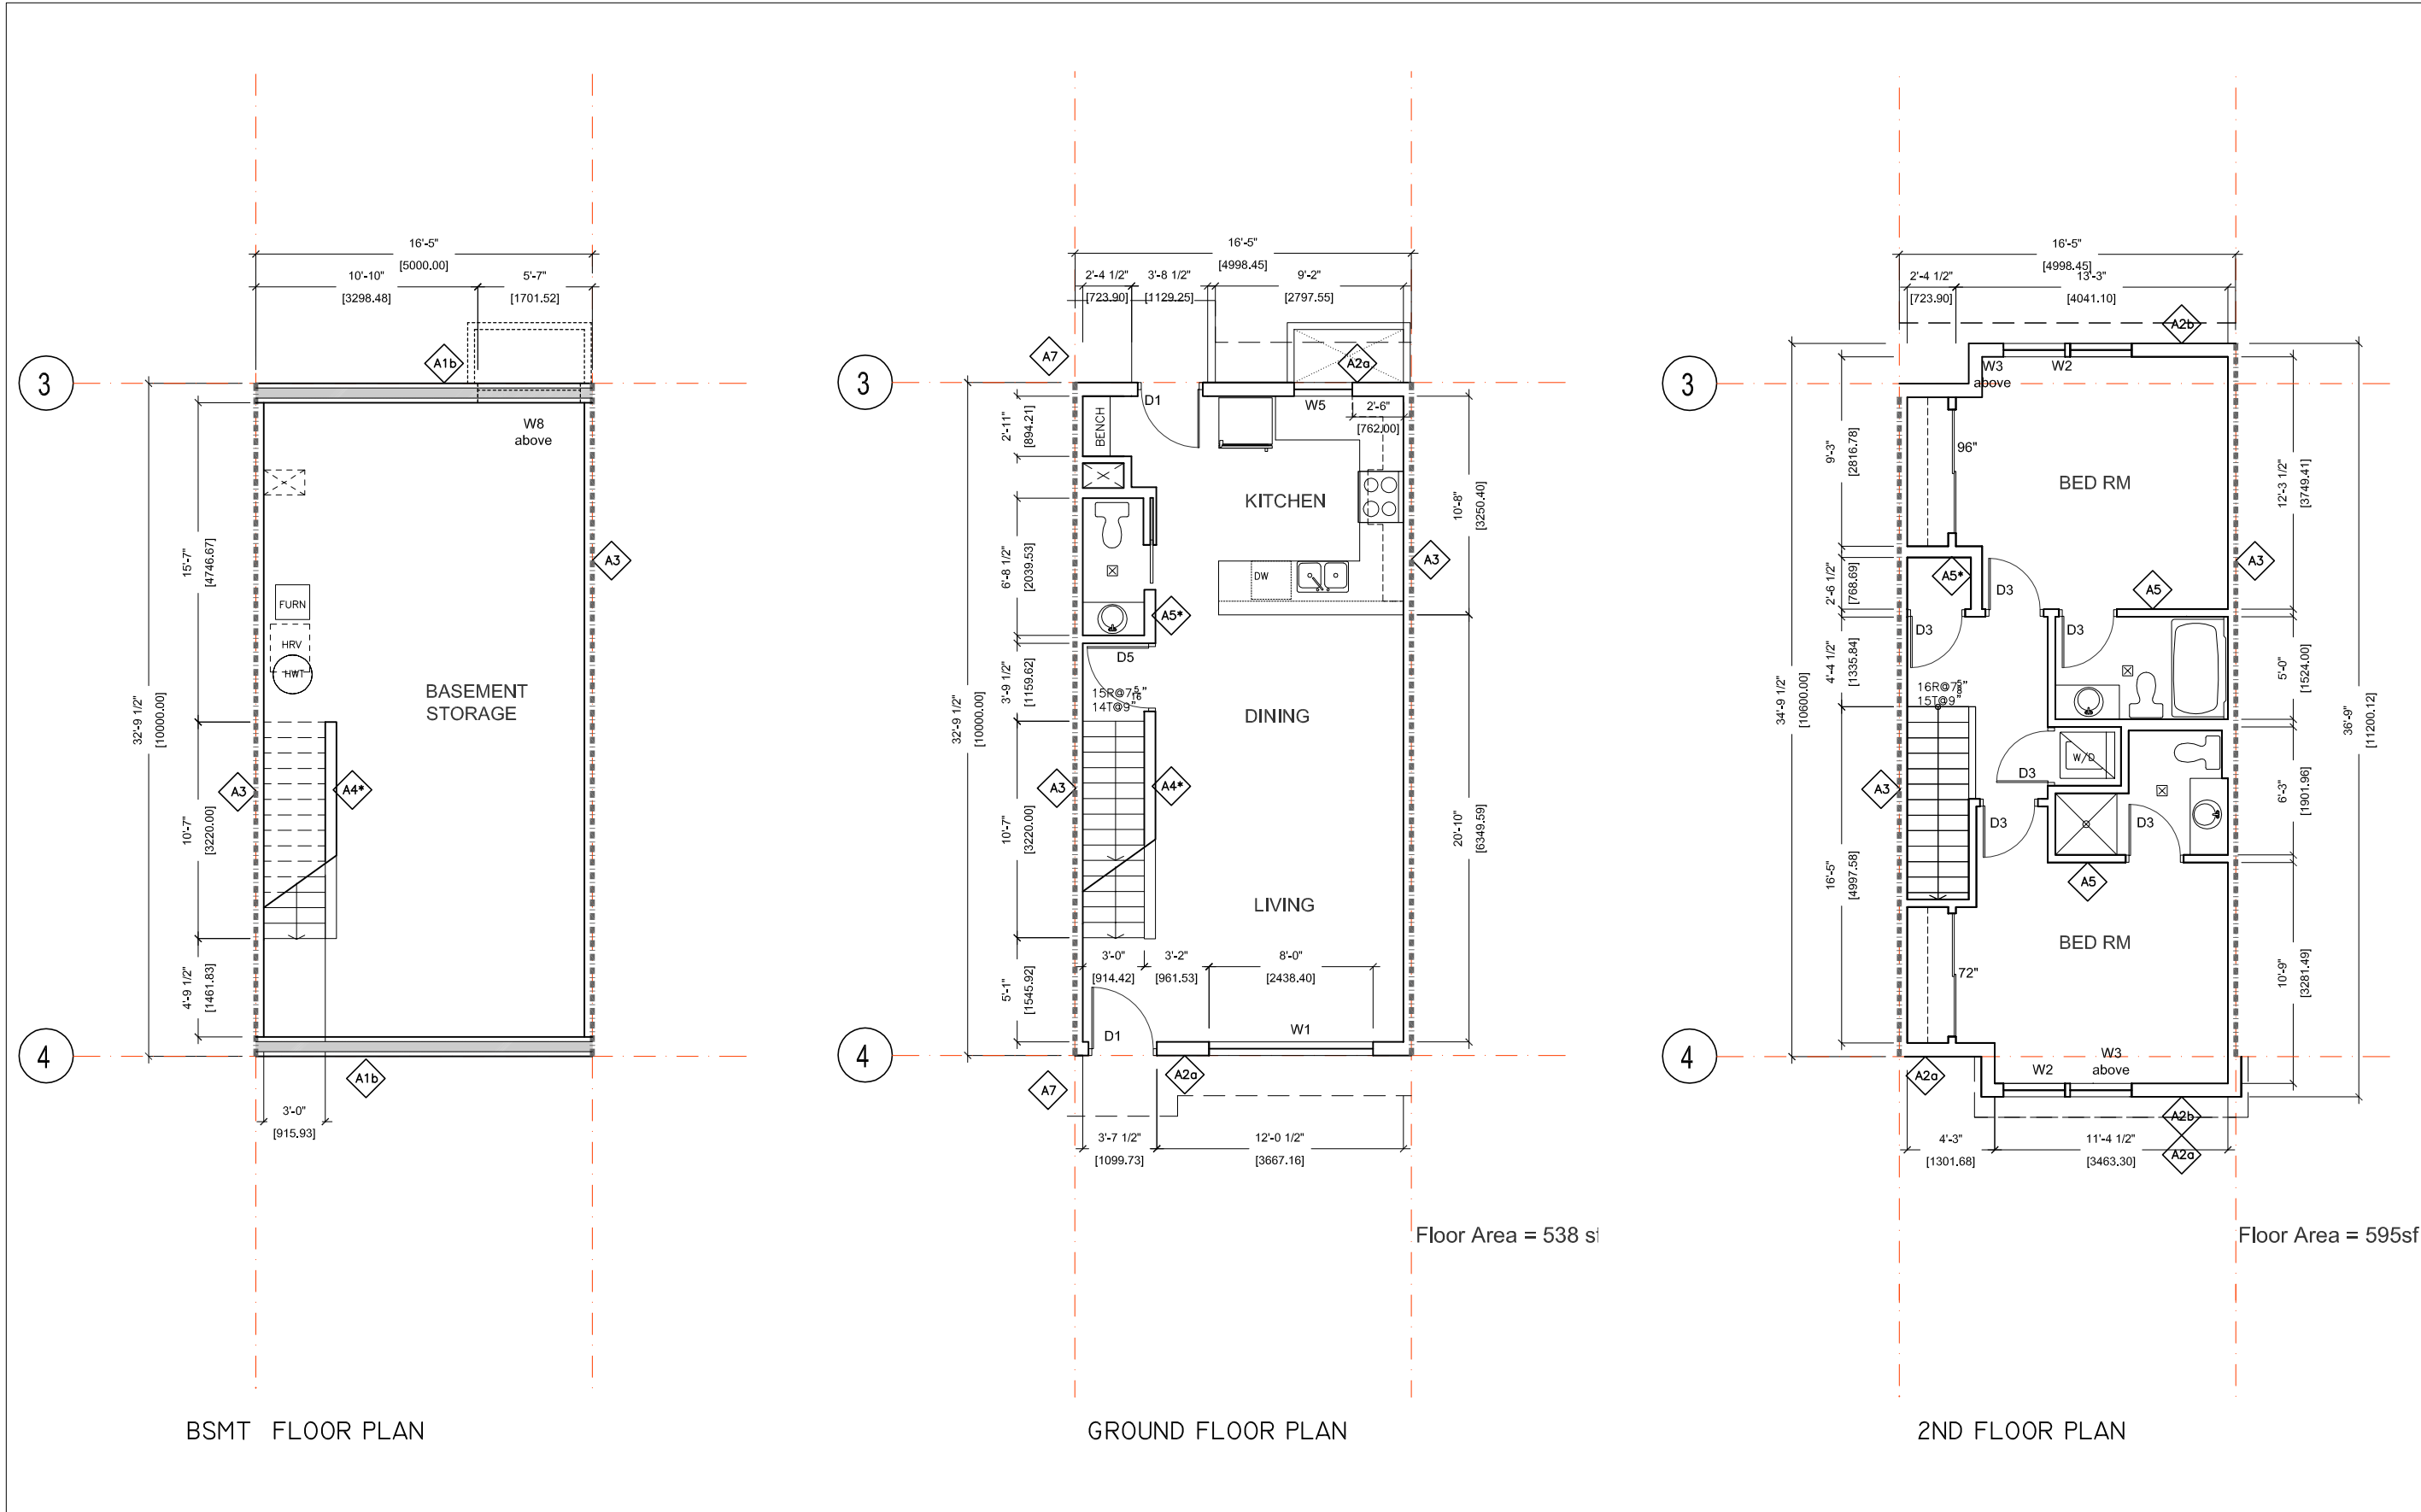 16'-5"
[5000.00]
10'-10"
5'-7"
[3298.48]
[1701.52]
A1b
3
W8
above
15'-7"
[4746.67]
A3
FURN
HRV
HWT
BASEMENT
STORAGE
32'-9 1/2"
[10000.00]
A3
A4*
10'-7"
[3220.00]
4'-9 1/2"
[1461.83]
4
A1b
3'-0"
[915.93]
BSMT FLOOR PLAN
16'-5"
[4998.45]
2'-4 1/2"
3'-8 1/2"
9'-2"
[723.90]
[1129.25]
[2797.55]
A7
A2a
3
D1
W5
2'-6"
[762.00]
BENCH
2'-11"
[894.21]
KITCHEN
10'-8"
[3250.40]
A3
6'-8 1/2"
[2039.53]
DW
A5*
D5
3'-9 1/2"
[1159.62]
15R@7 5/16"
14T@9"
DINING
32'-9 1/2"
[10000.00]
A3
A4*
10'-7"
[3220.00]
20'-10"
[6349.59]
LIVING
3'-0"
3'-2"
8'-0"
[914.42]
[961.53]
[2438.40]
5'-1"
[1545.92]
D1
W1
4
A7
A2a
3'-7 1/2"
12'-0 1/2"
[1099.73]
[3667.16]
Floor Area = 538 sf
GROUND FLOOR PLAN
16'-5"
[4998.45]
2'-4 1/2"
13'-3"
[723.90]
[4041.10]
A2b
3
W3
above
W2
96"
BED RM
9'-3"
[2816.78]
12'-3 1/2"
[3749.41]
A3
A5*
D3
A5
2'-6 1/2"
[768.69]
D3
D3
4'-4 1/2"
[1335.84]
5'-0"
[1524.00]
16R@7 5/8"
15T@9"
34'-9 1/2"
[10600.00]
36'-9"
[11200.12]
W/D
D3
A3
6'-3"
[1901.96]
D3
D3
16'-5"
[4997.58]
A5
BED RM
72"
10'-9"
[3281.49]
4
W2
W3
above
A2a
A2b
4'-3"
11'-4 1/2"
A2a
[1301.68]
[3463.30]
Floor Area = 595sf
2ND FLOOR PLAN